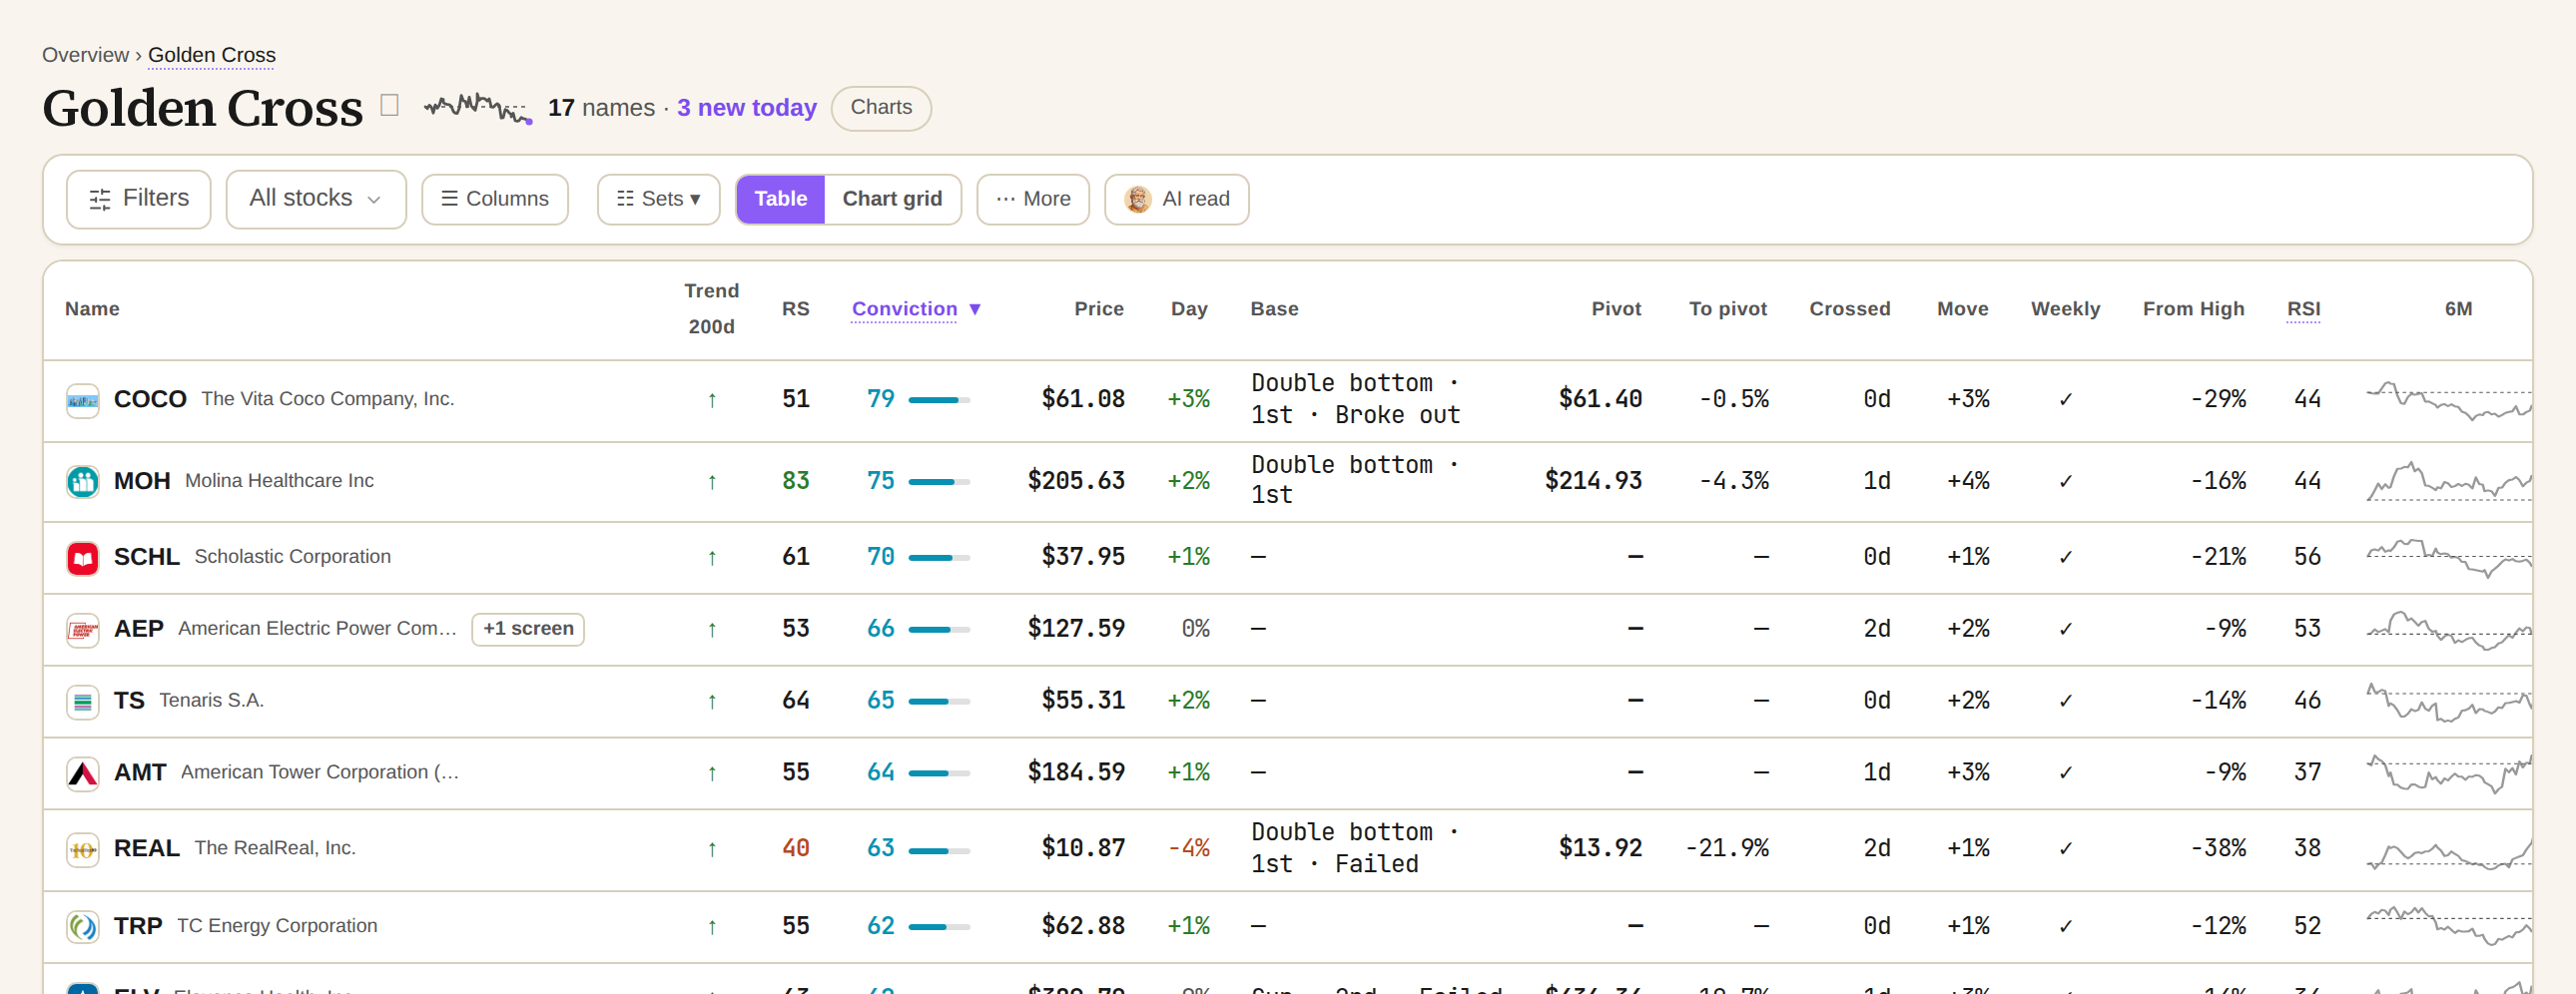 Overview › Golden Cross
Golden Cross 17 names · 3 new today Charts
Filters All stocks Columns Sets ▾ Table Chart grid ··· More AI read
Name Trend 200d RS Conviction ▼ Price Day Base Pivot To pivot Crossed Move Weekly From High RSI 6M
COCO The Vita Coco Company, Inc. ↑ 51 79 $61.08 +3% Double bottom · 1st · Broke out $61.40 -0.5% 0d +3% ✓ -29% 44
MOH Molina Healthcare Inc ↑ 83 75 $205.63 +2% Double bottom · 1st $214.93 -4.3% 1d +4% ✓ -16% 44
SCHL Scholastic Corporation ↑ 61 70 $37.95 +1% — — — 0d +1% ✓ -21% 56
AEP American Electric Power Com… +1 screen ↑ 53 66 $127.59 0% — — — 2d +2% ✓ -9% 53
TS Tenaris S.A. ↑ 64 65 $55.31 +2% — — — 0d +2% ✓ -14% 46
AMT American Tower Corporation (… ↑ 55 64 $184.59 +1% — — — 1d +3% ✓ -9% 37
REAL The RealReal, Inc. ↑ 40 63 $10.87 -4% Double bottom · 1st · Failed $13.92 -21.9% 2d +1% ✓ -38% 38
TRP TC Energy Corporation ↑ 55 62 $62.88 +1% — — — 0d +1% ✓ -12% 52